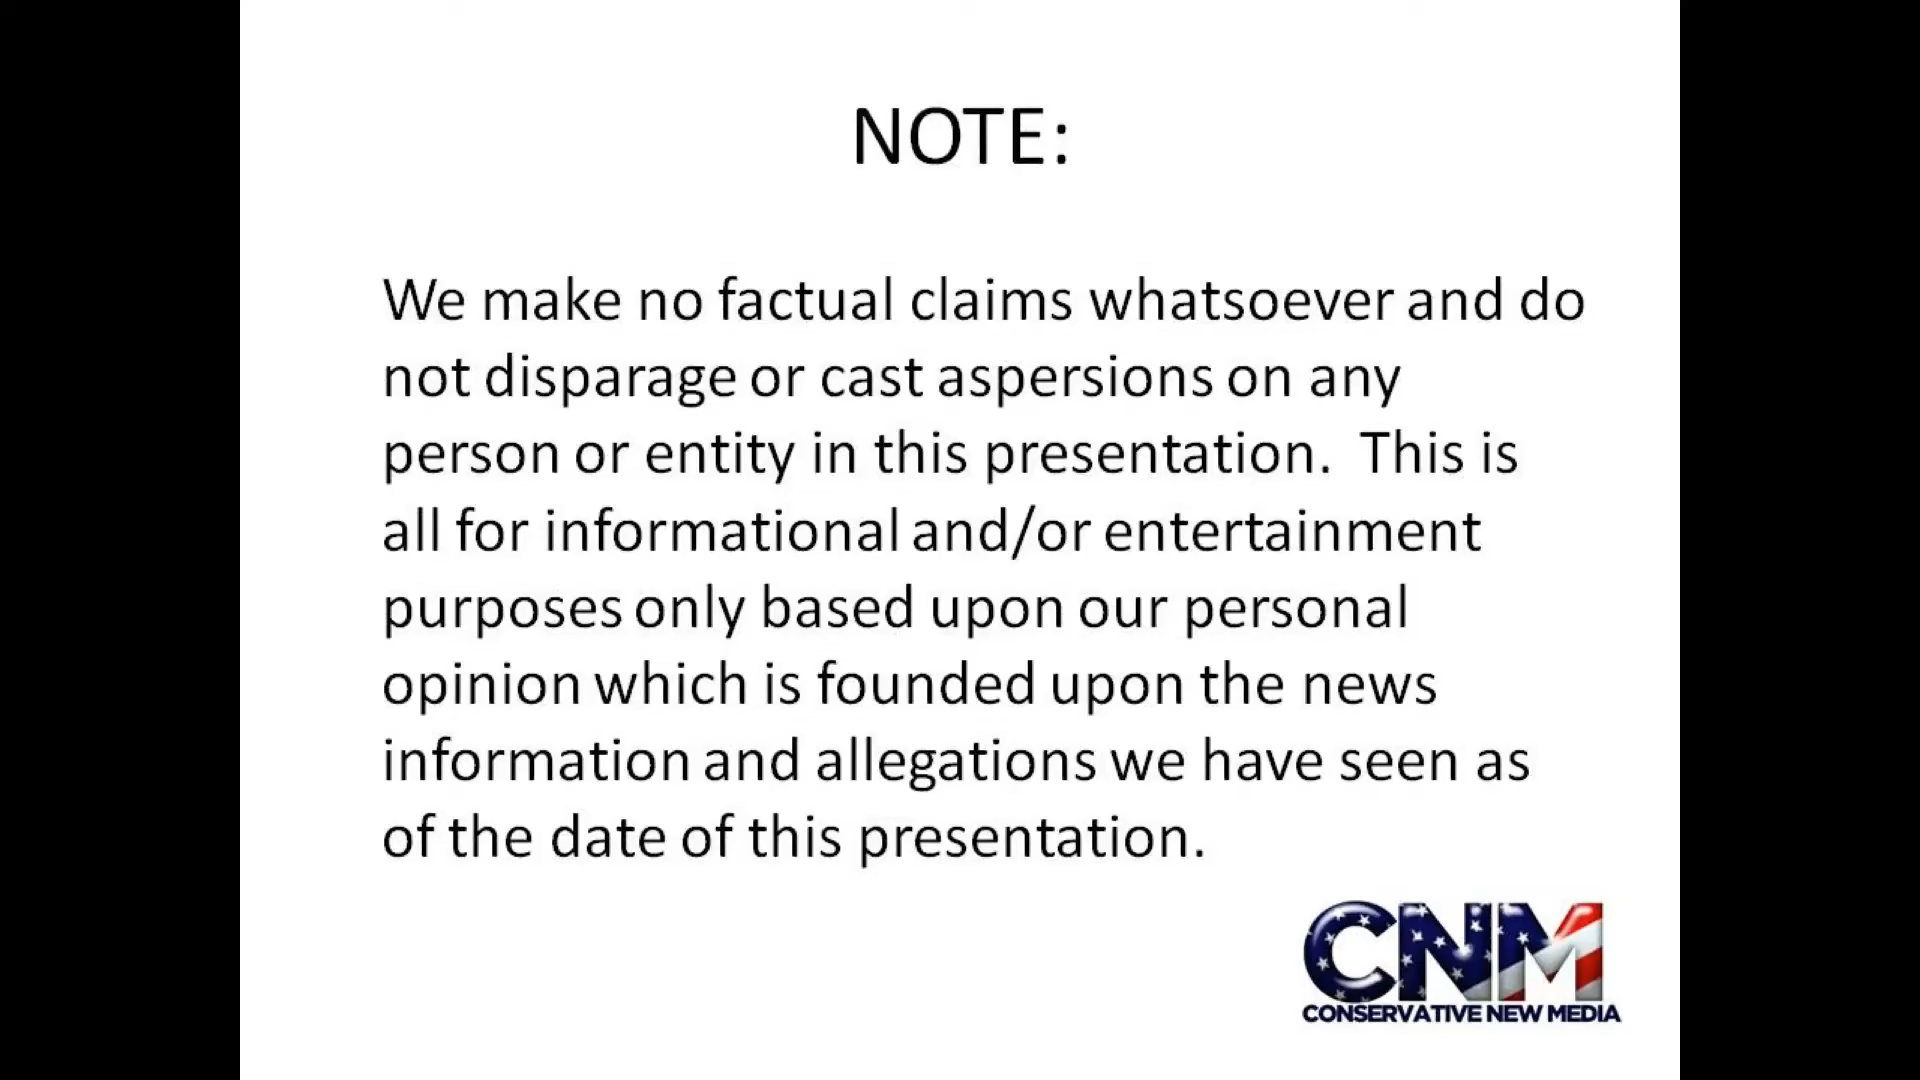 NOTE:
We make no factual claims whatsoever and do
not disparage or cast aspersions on any
person or entity in this presentation.  This is
all for informational and/or entertainment
purposes only based upon our personal
opinion which is founded upon the news
information and allegations we have seen as
of the date of this presentation.
CNM
CONSERVATIVE NEW MEDIA